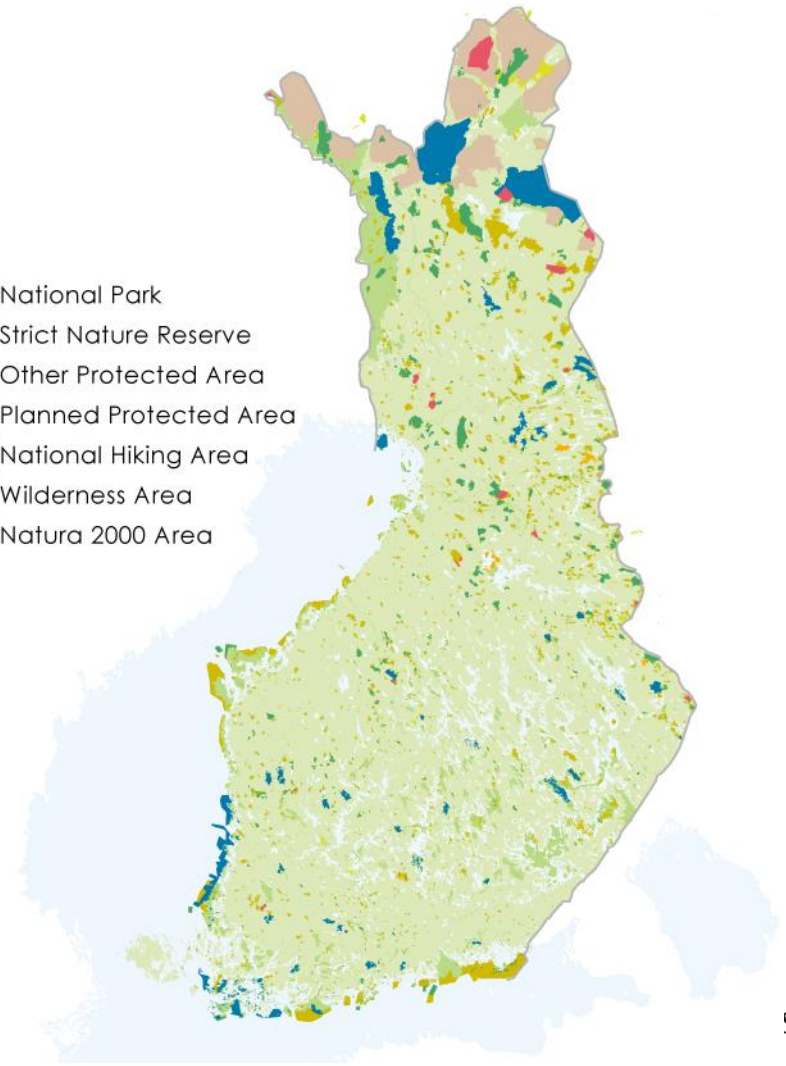 National Park
Strict Nature Reserve
Other Protected Area
Planned Protected Area
National Hiking Area
Wilderness Area
Natura 2000 Area